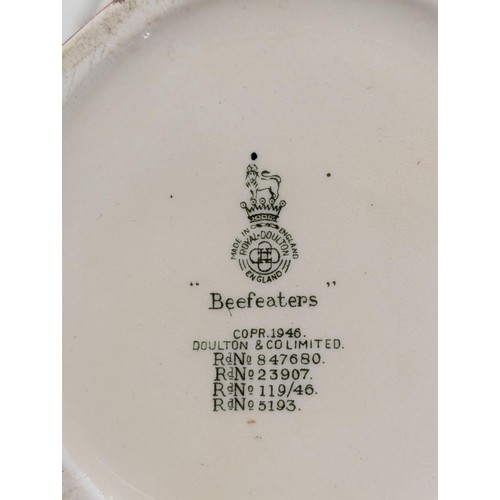 MADE IN ENGLAND
ROYAL·DOULTON
ENGLAND
"Beefeaters"
COPR.1946.
DOULTON & CO LIMITED.
RdNo 847680.
RdNo 23907.
RdNo 119/46.
RdNo 5193.